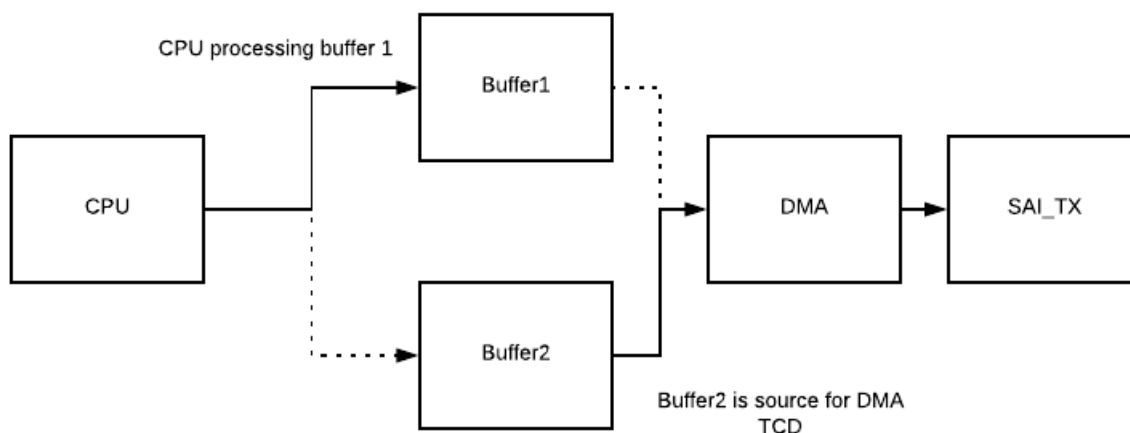 CPU processing buffer 1
Buffer1
CPU
DMA
SAI_TX
Buffer2
Buffer2 is source for DMA
TCD